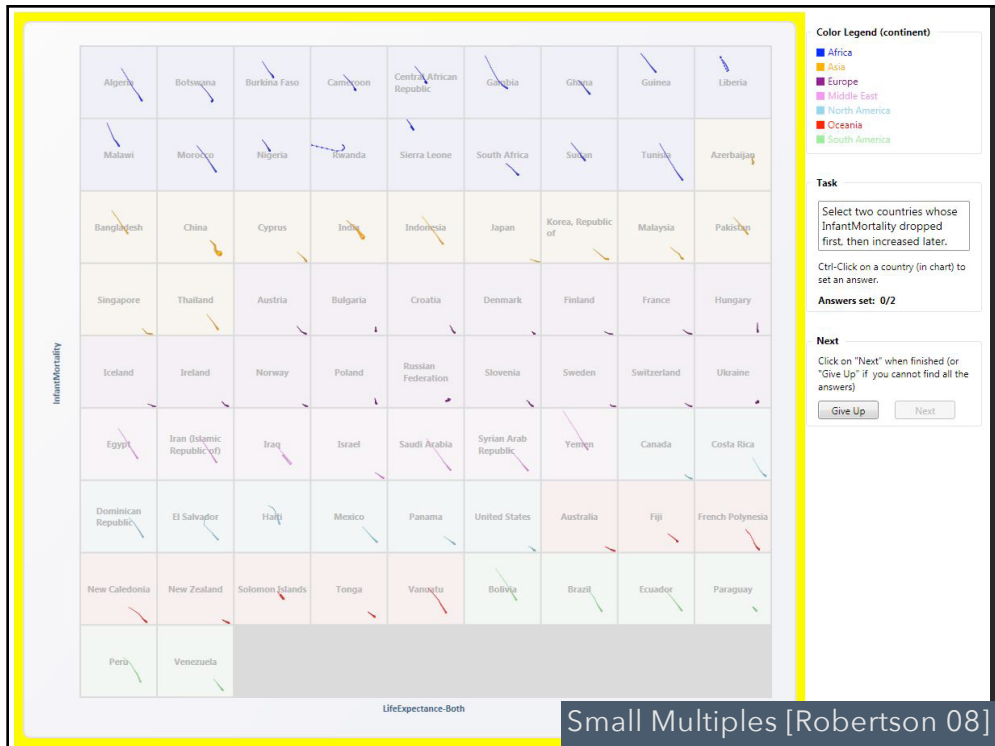 Algeria
Botswana
Burkina Faso
Cameroon
Central African
Republic
Gambia
Ghana
Guinea
Liberia
Malawi
Morocco
Nigeria
Rwanda
Sierra Leone
South Africa
Sudan
Tunisia
Azerbaijan
Bangladesh
China
Cyprus
India
Indonesia
Japan
Korea, Republic
of
Malaysia
Pakistan
Singapore
Thailand
Austria
Bulgaria
Croatia
Denmark
Finland
France
Hungary
Iceland
Ireland
Norway
Poland
Russian
Federation
Slovenia
Sweden
Switzerland
Ukraine
Egypt
Iran (Islamic
Republic of)
Iraq
Israel
Saudi Arabia
Syrian Arab
Republic
Yemen
Canada
Costa Rica
Dominican
Republic
El Salvador
Haiti
Mexico
Panama
United States
Australia
Fiji
French Polynesia
New Caledonia
New Zealand
Solomon Islands
Tonga
Vanuatu
Bolivia
Brazil
Ecuador
Paraguay
Peru
Venezuela
InfantMortality
LifeExpectance-Both
Color Legend (continent)
Africa
Asia
Europe
Middle East
North America
Oceania
South America
Task
Select two countries whose
InfantMortality dropped
first, then increased later.
Ctrl-Click on a country (in chart) to
set an answer.
Answers set: 0/2
Next
Click on "Next" when finished (or
"Give Up" if you cannot find all the
answers)
Give Up
Next
Small Multiples [Robertson 08]